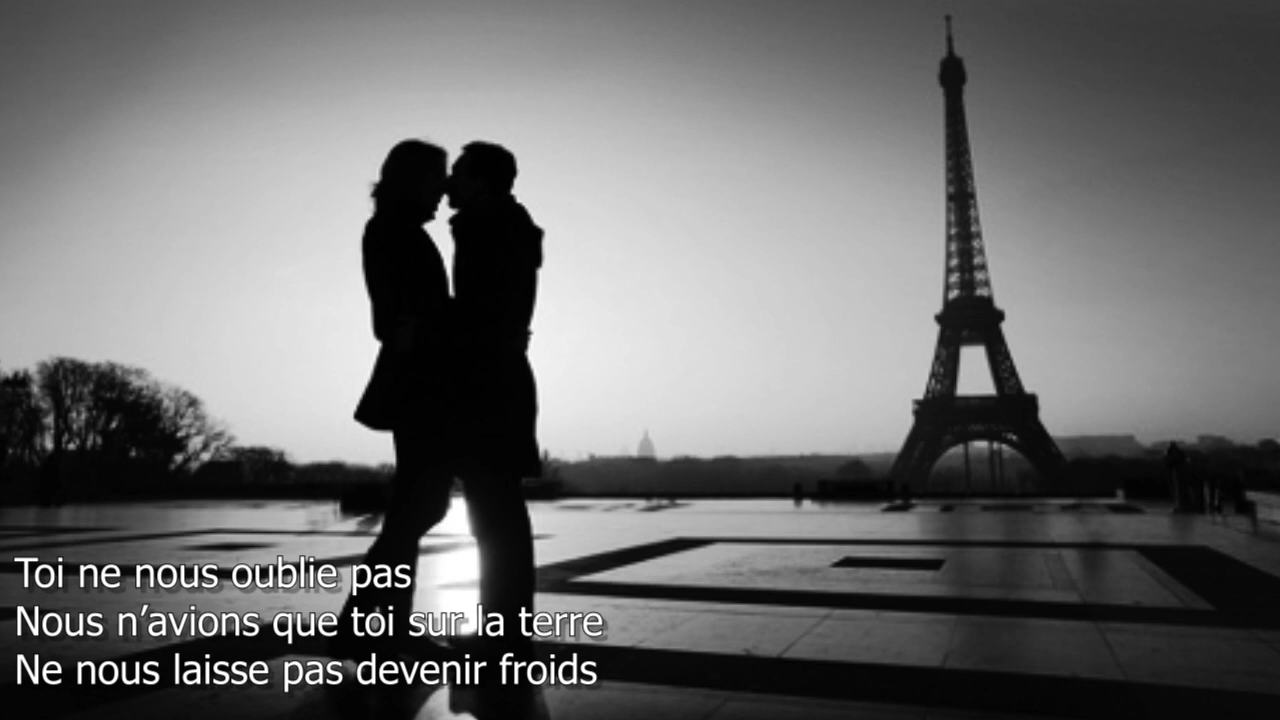 Toi ne nous oublie pas
Nous n’avions que toi sur la terre
Ne nous laisse pas devenir froids